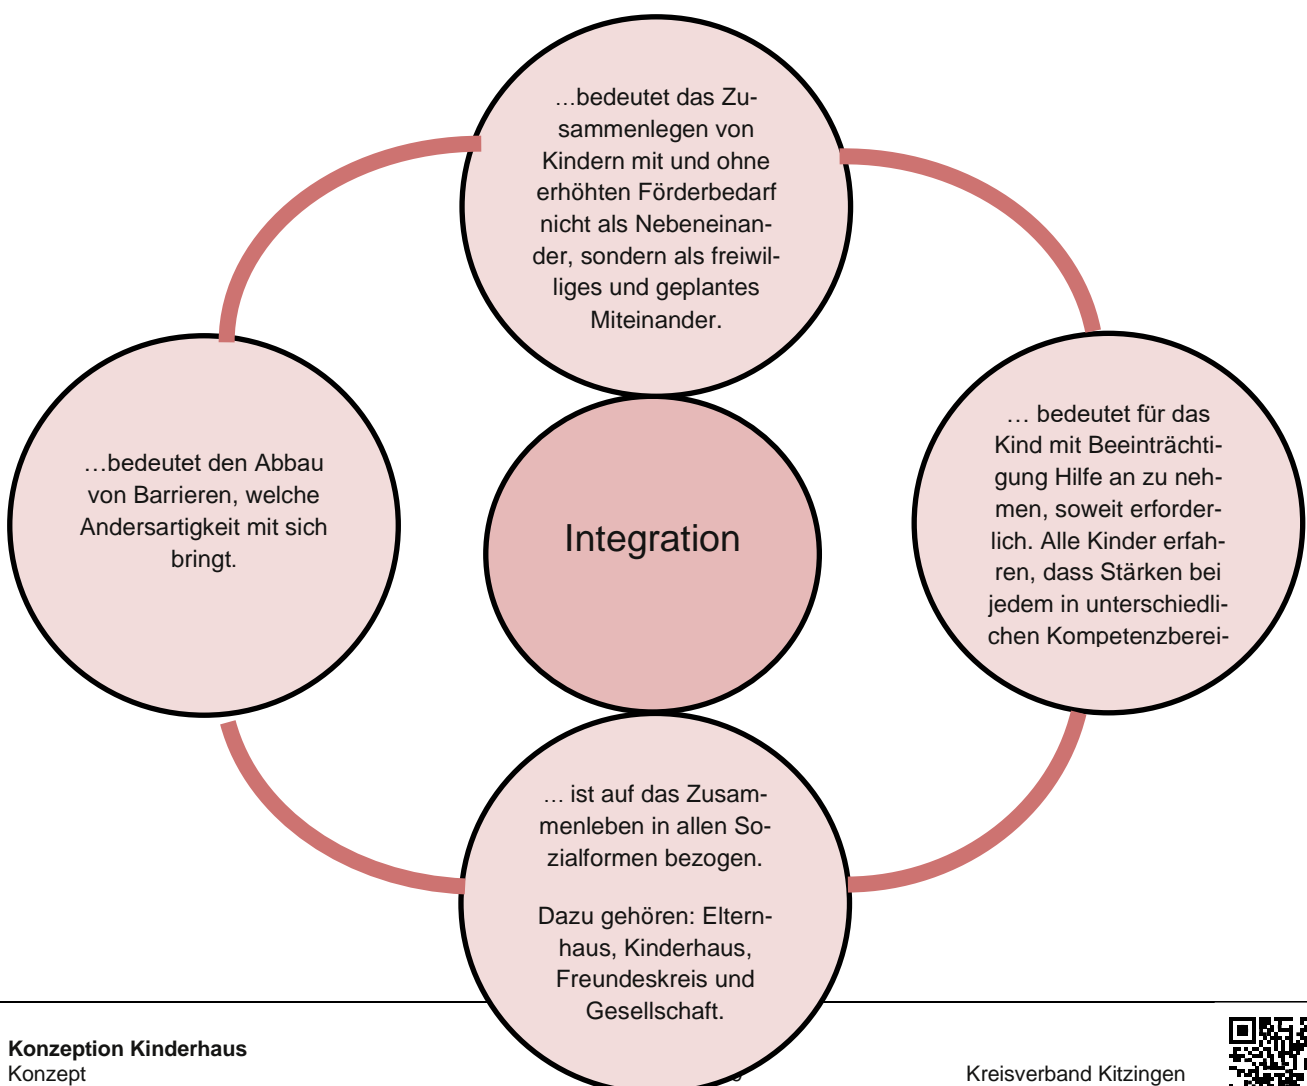 …bedeutet das Zu-
sammenlegen von
Kindern mit und ohne
erhöhten Förderbedarf
nicht als Nebeneinan-
der, sondern als freiwil-
liges und geplantes
Miteinander.
…bedeutet den Abbau
von Barrieren, welche
Andersartigkeit mit sich
bringt.
Integration
… bedeutet für das
Kind mit Beeinträchti-
gung Hilfe an zu neh-
men, soweit erforder-
lich. Alle Kinder erfah-
ren, dass Stärken bei
jedem in unterschiedli-
chen Kompetenzberei-
… ist auf das Zusam-
menleben in allen So-
zialformen bezogen.
Dazu gehören: Eltern-
haus, Kinderhaus,
Freundeskreis und
Gesellschaft.
Konzeption Kinderhaus
Konzept
Kreisverband Kitzingen